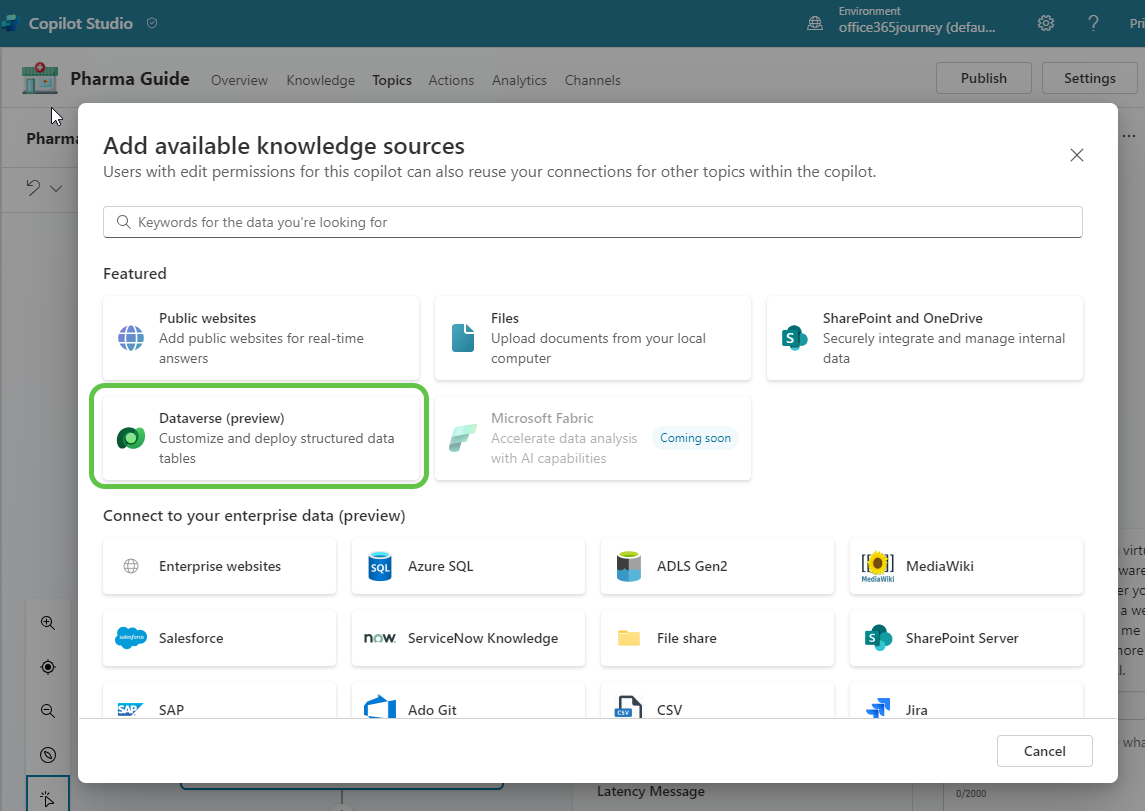 Copilot Studio
Environment
office365journey (defau...
?
Pri
Pharma Guide
Overview
Knowledge
Topics
Actions
Analytics
Channels
Publish
Settings
Pharma
Add available knowledge sources
Users with edit permissions for this copilot can also reuse your connections for other topics within the copilot.
Keywords for the data you're looking for
Featured
Public websites
Add public websites for real-time
answers
Files
Upload documents from your local
computer
SharePoint and OneDrive
Securely integrate and manage internal
data
Dataverse (preview)
Customize and deploy structured data
tables
Microsoft Fabric
Accelerate data analysis
with AI capabilities
Coming soon
Connect to your enterprise data (preview)
Enterprise websites
SQL
Azure SQL
ADLS Gen2
MediaWiki
MediaWiki
salesforce
Salesforce
now.
ServiceNow Knowledge
File share
S
SharePoint Server
SAP
SAP
Ado Git
CSV
CSV
Jira
Cancel
Latency Message
0/2000